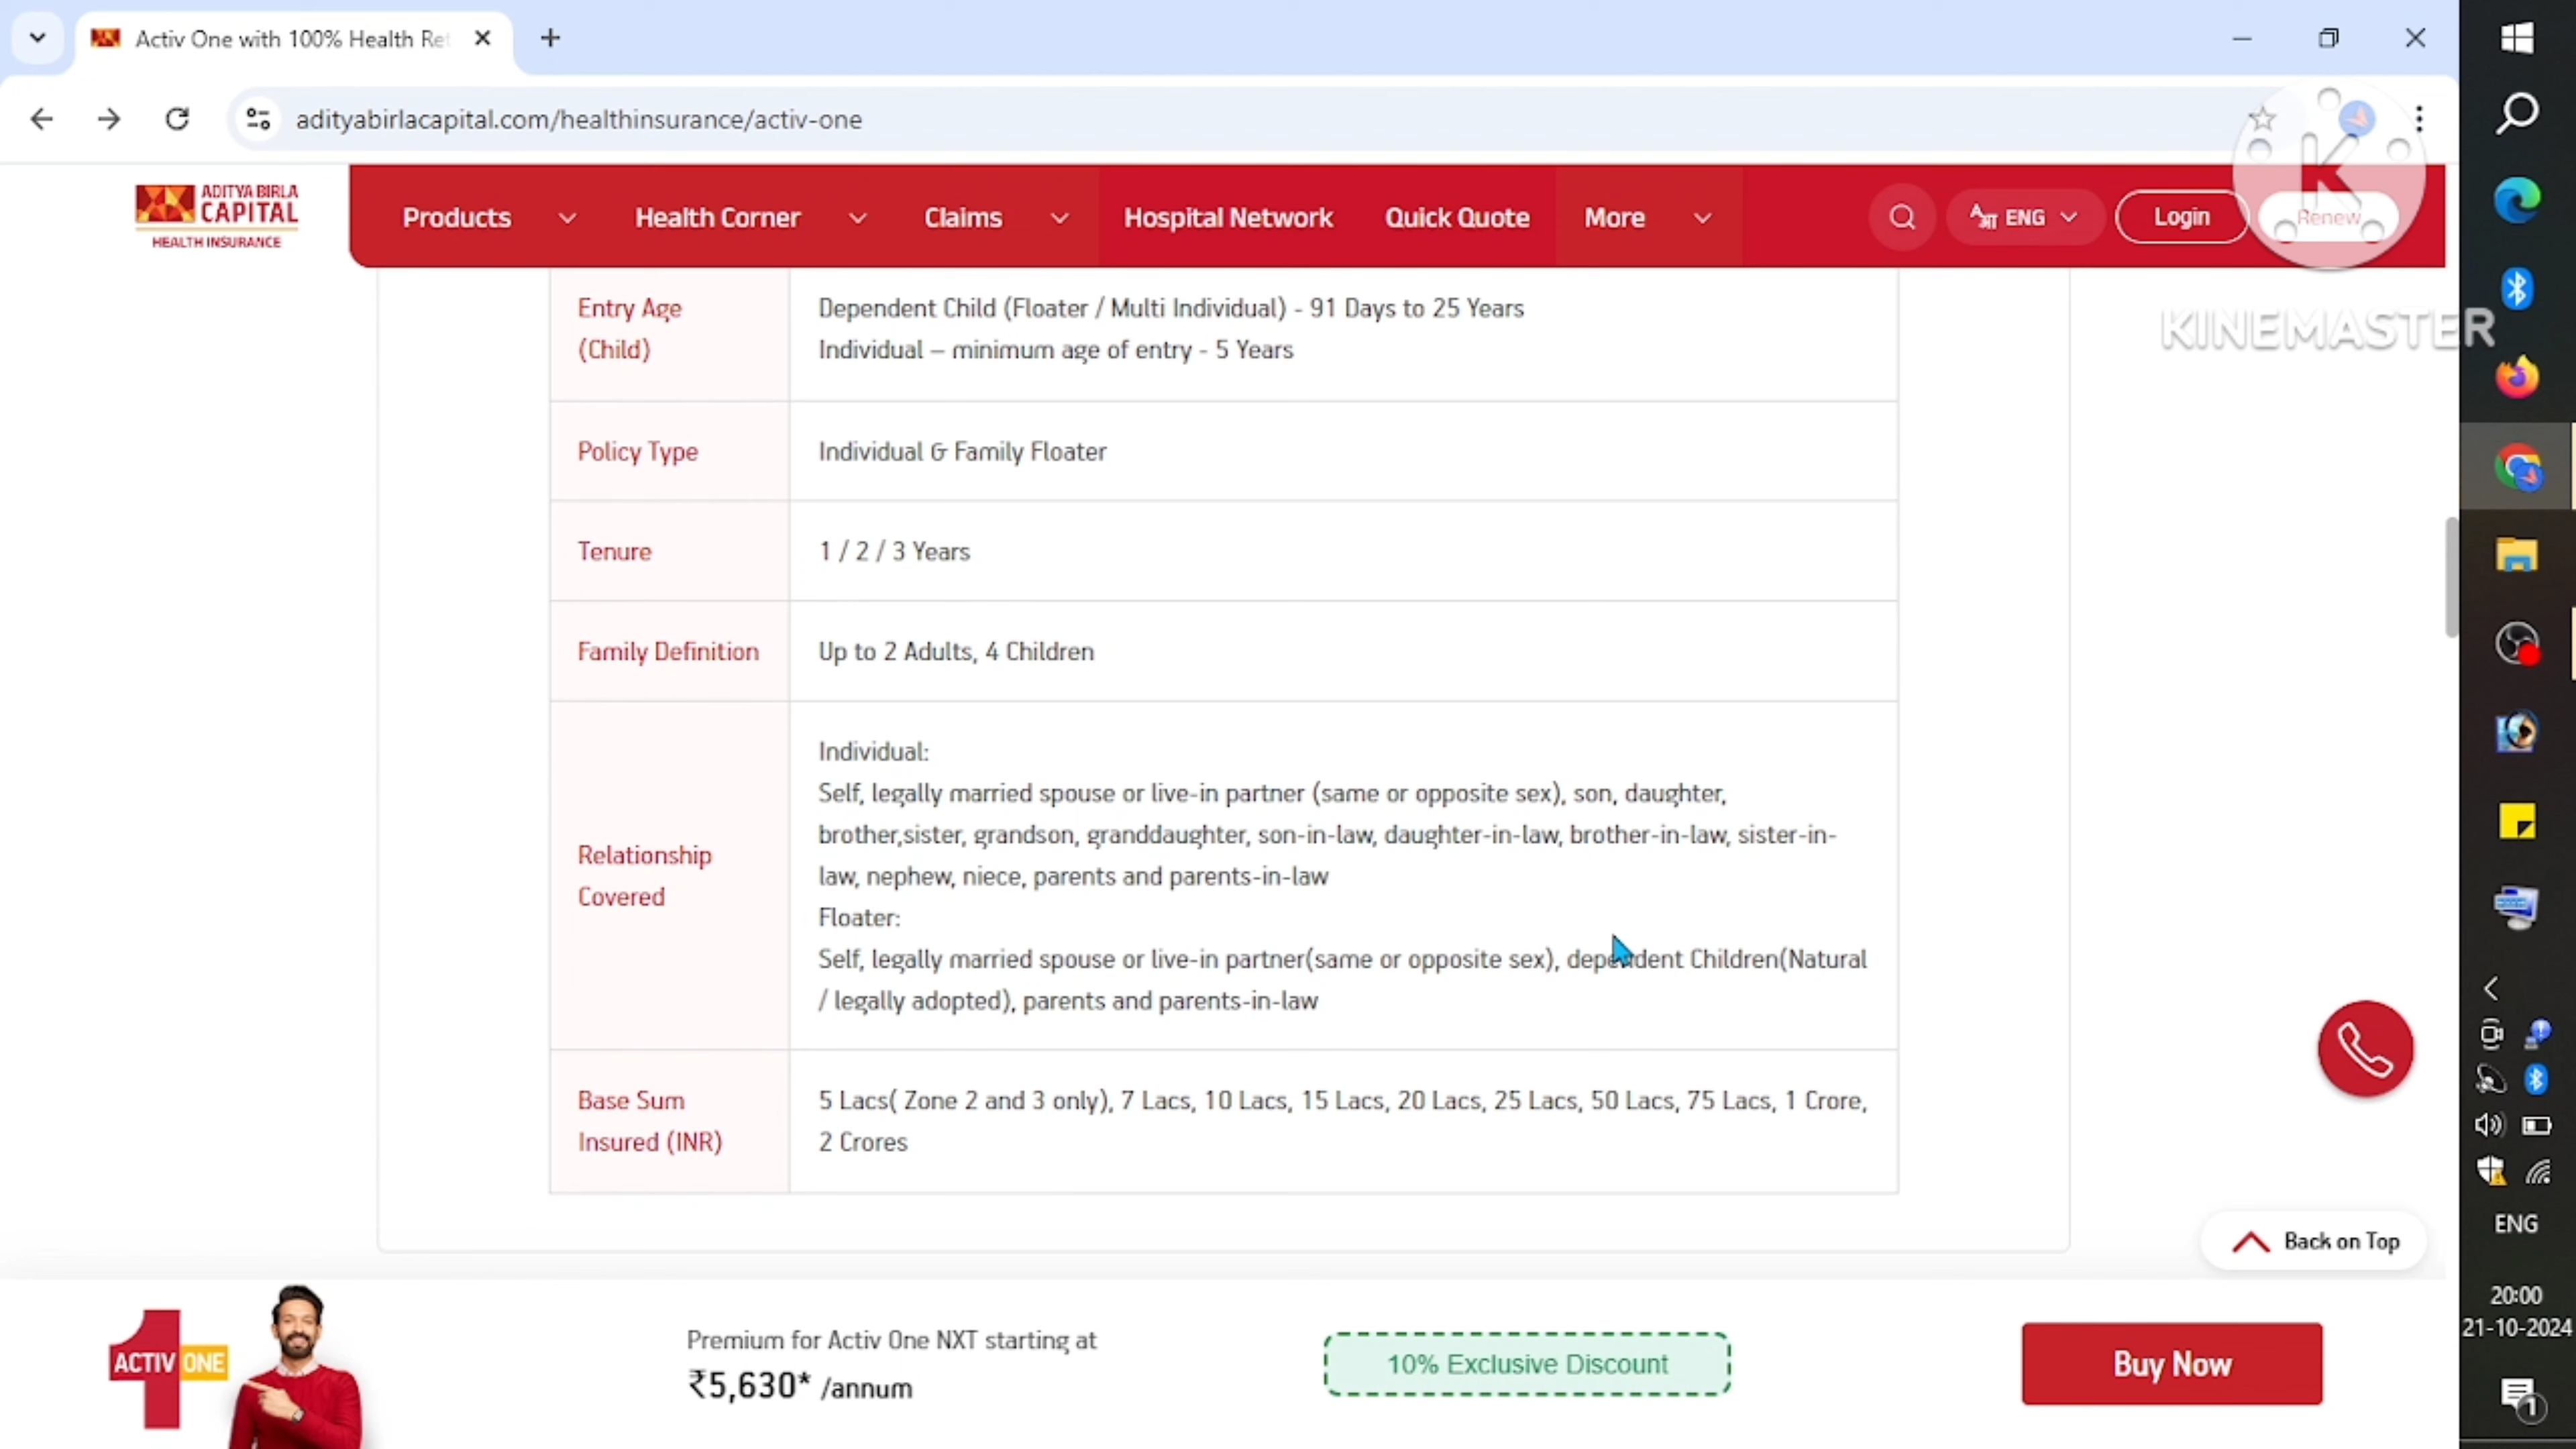 Activ One with 100% Health Ret
adityabirlacapital.com/healthinsurance/activ-one
ADITYA BIRLA
CAPITAL
HEALTH INSURANCE
Products
Health Corner
Claims
Hospital Network
Quick Quote
More
ENG
Login
Renew
K
KINEMASTER
Entry Age
(Child)
Dependent Child (Floater / Multi Individual) - 91 Days to 25 Years
Individual – minimum age of entry - 5 Years
Policy Type
Individual & Family Floater
Tenure
1 / 2 / 3 Years
Family Definition
Up to 2 Adults, 4 Children
Relationship
Covered
Individual:
Self, legally married spouse or live-in partner (same or opposite sex), son, daughter,
brother,sister, grandson, granddaughter, son-in-law, daughter-in-law, brother-in-law, sister-in-
law, nephew, niece, parents and parents-in-law
Floater:
Self, legally married spouse or live-in partner(same or opposite sex), dependent Children(Natural
/ legally adopted), parents and parents-in-law
Base Sum
Insured (INR)
5 Lacs( Zone 2 and 3 only), 7 Lacs, 10 Lacs, 15 Lacs, 20 Lacs, 25 Lacs, 50 Lacs, 75 Lacs, 1 Crore,
2 Crores
Back on Top
1
ACTIV ONE
Premium for Activ One NXT starting at
₹5,630* /annum
10% Exclusive Discount
Buy Now
ENG
20:00
21-10-2024
1